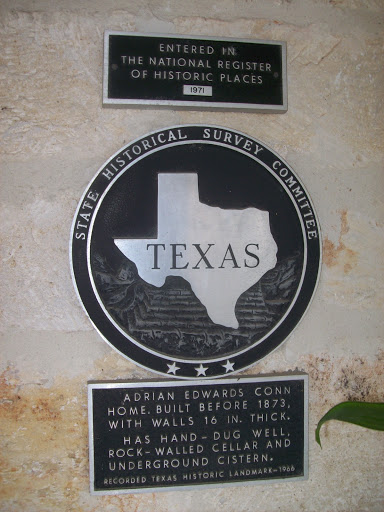 ENTERED IN
THE NATIONAL REGISTER
OF HISTORIC PLACES
1971
STATE HISTORICAL SURVEY COMMITTEE
TEXAS
ADRIAN EDWARDS CONN
HOME. BUILT BEFORE 1873,
WITH WALLS 16 IN. THICK.
HAS HAND-DUG WELL,
ROCK-WALLED CELLAR AND
UNDERGROUND CISTERN.
RECORDED TEXAS HISTORIC LANDMARK-1966